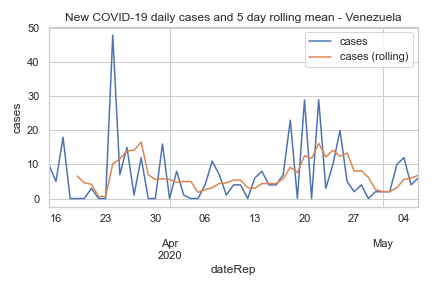 New COVID-19 daily cases and 5 day rolling mean - Venezuela
cases
cases (rolling)
50
40
30
20
10
0
cases
16
23
30
06
13
20
27
04
Apr
2020
May
dateRep